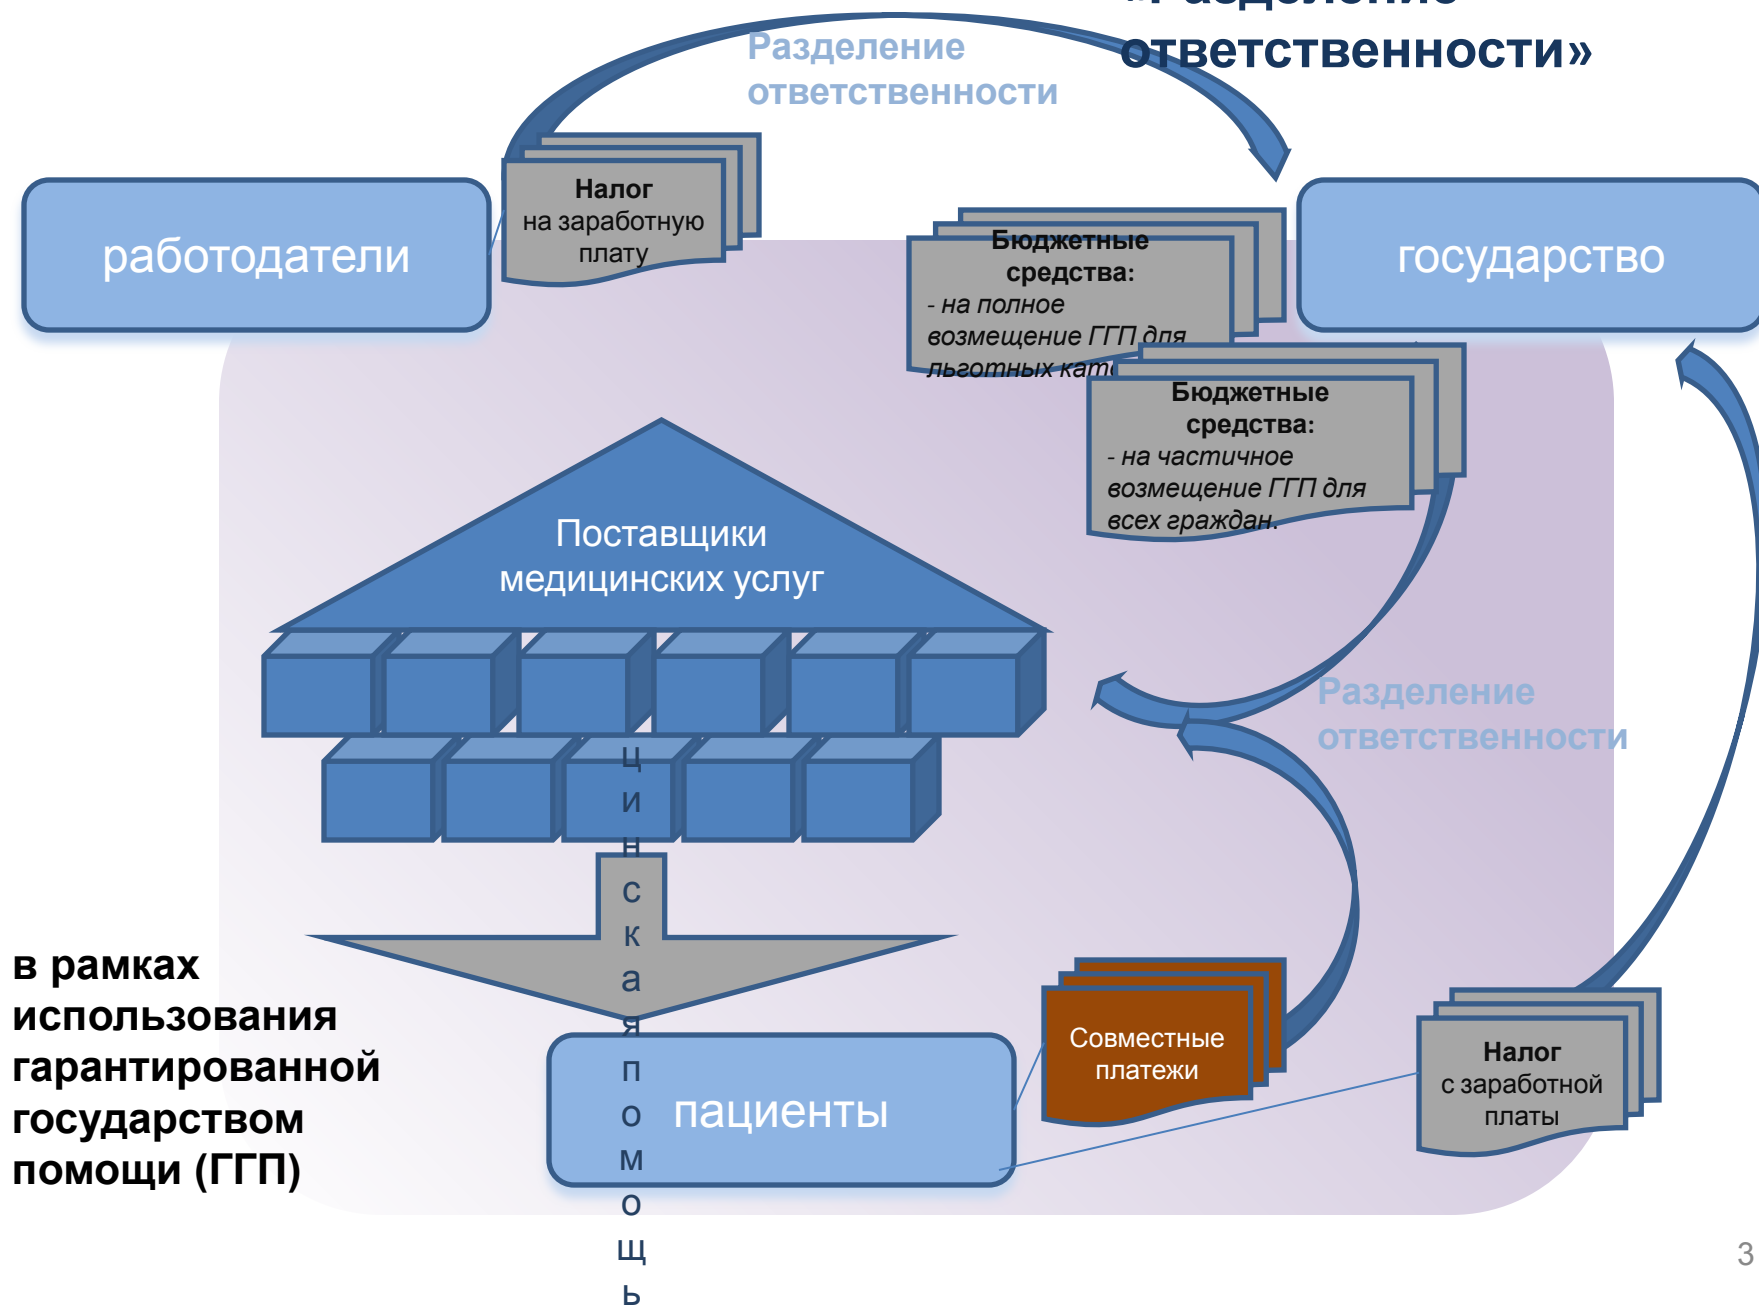 «Разделение
ответственности»
Разделение
ответственности
Налог
на заработную
плату
работодатели
государство
Бюджетные
средства:
- на полное
возмещение ГГП для
льготных кате
Бюджетные
средства:
- на частичное
возмещение ГГП для
всех граждан.
Поставщики
медицинских услуг
Разделение
ответственности
ц
и
н
с
к
а
я
п
о
м
о
щ
ь
в рамках
использования
гарантированной
государством
помощи (ГГП)
пациенты
Совместные
платежи
Налог
с заработной
платы
3